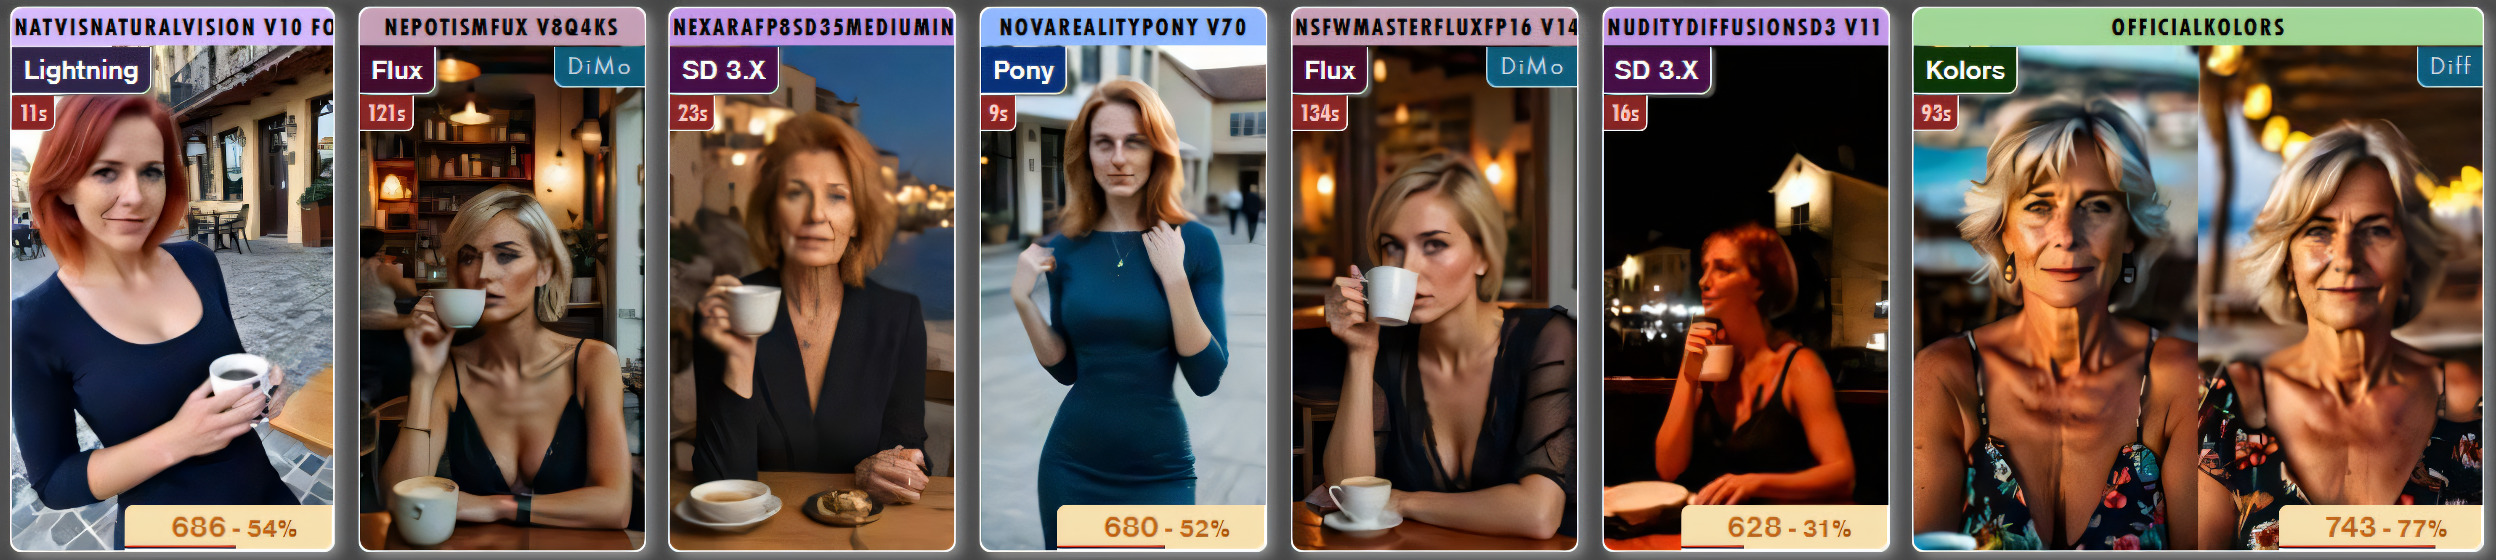 NATVISNATURALVISION V10 FO
Lightning
11s
686 - 54%
NEPOTISMFUX V8Q4KS
Flux
DiMo
121s
NEXARAFP8SD35MEDIUMIN
SD 3.X
23s
NOVAREALITYPONY V70
Pony
9s
680 - 52%
NSFWMASTERFLUXFP16 V14
Flux
DiMo
134s
NUDITYDIFFUSIONSD3 V11
SD 3.X
16s
628 - 31%
OFFICIALKOLORS
Kolors
Diff
93s
743 - 77%